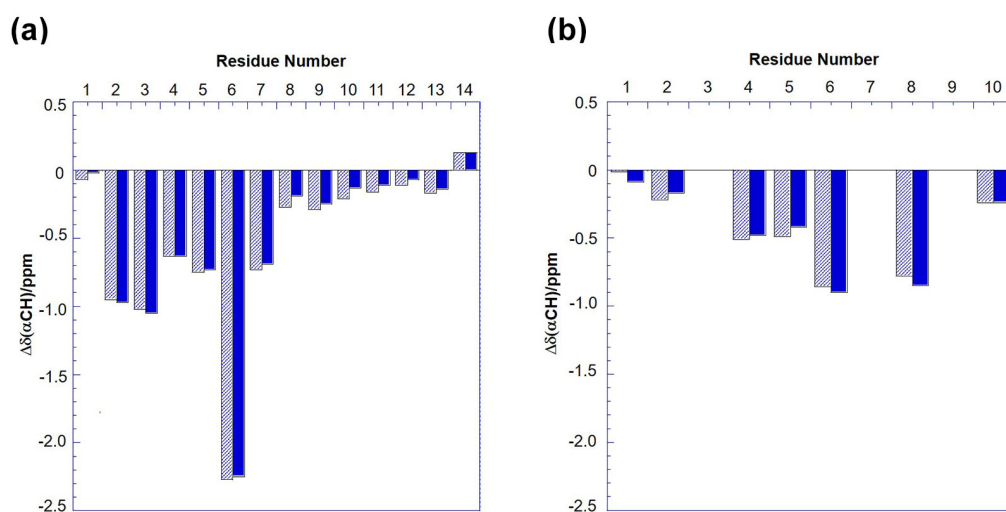 (a)
Residue Number
1 2 3 4 5 6 7 8 9 10 11 12 13 14
0.5
0
-0.5
-1.0
-1.5
-2.0
-2.5
Δδ(αCH)/ppm
(b)
Residue Number
1 2 3 4 5 6 7 8 9 10
0.5
0
-0.5
-1.0
-1.5
-2.0
-2.5
Δδ(αCH)/ppm